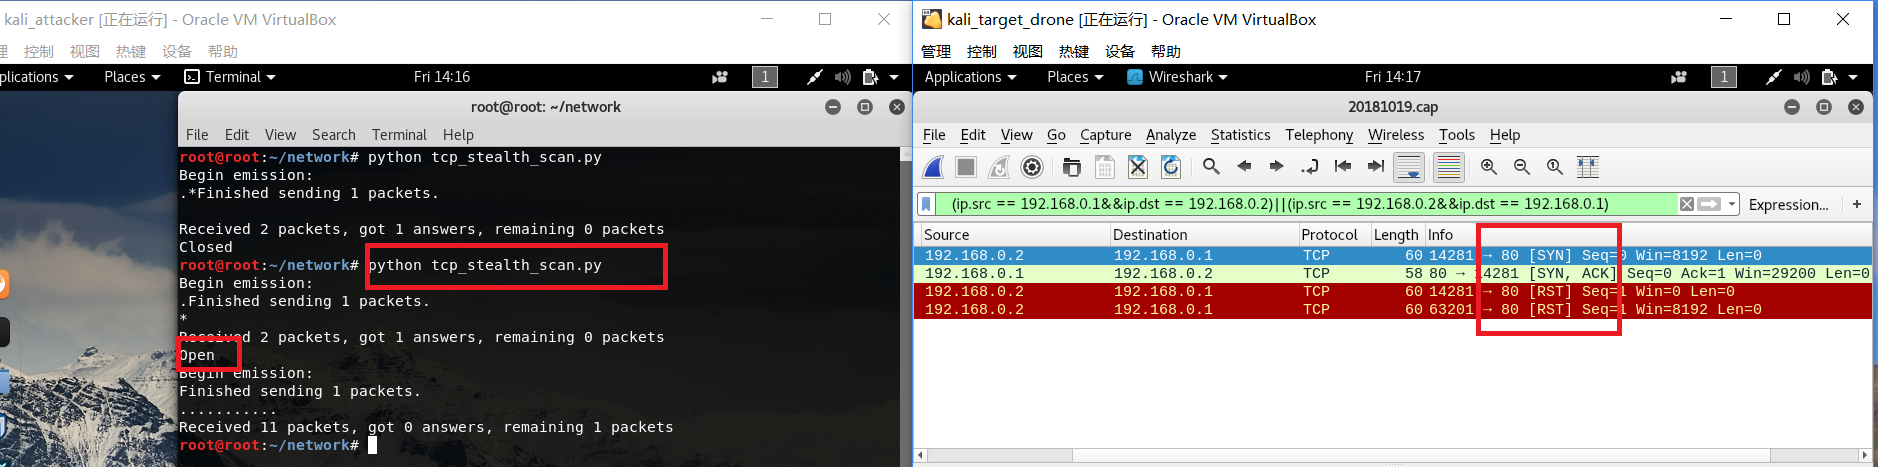 kali_attacker [正在运行] - Oracle VM VirtualBox
理 控制 视图 热键 设备 帮助
plications Places Terminal Fri 14:16 1
root@root: ~/network
File Edit View Search Terminal Help
root@root:~/network# python tcp_stealth_scan.py
Begin emission:
.*Finished sending 1 packets.
Received 2 packets, got 1 answers, remaining 0 packets
Closed
root@root:~/network# python tcp_stealth_scan.py
Begin emission:
.Finished sending 1 packets.
*
Received 2 packets, got 1 answers, remaining 0 packets
Open
Begin emission:
Finished sending 1 packets.
...........
Received 11 packets, got 0 answers, remaining 1 packets
root@root:~/network#
kali_target_drone [正在运行] - Oracle VM VirtualBox
管理 控制 视图 热键 设备 帮助
Applications Places Wireshark Fri 14:17 1
20181019.cap
File Edit View Go Capture Analyze Statistics Telephony Wireless Tools Help
(ip.src == 192.168.0.1&&ip.dst == 192.168.0.2)||(ip.src == 192.168.0.2&&ip.dst == 192.168.0.1) Expression... +
Source Destination Protocol Length Info
192.168.0.2 192.168.0.1 TCP 60 14281 → 80 [SYN] Seq=0 Win=8192 Len=0
192.168.0.1 192.168.0.2 TCP 58 80 → 14281 [SYN, ACK] Seq=0 Ack=1 Win=29200 Len=0
192.168.0.2 192.168.0.1 TCP 60 14281 → 80 [RST] Seq=1 Win=0 Len=0
192.168.0.2 192.168.0.1 TCP 60 63201 → 80 [RST] Seq=1 Win=8192 Len=0